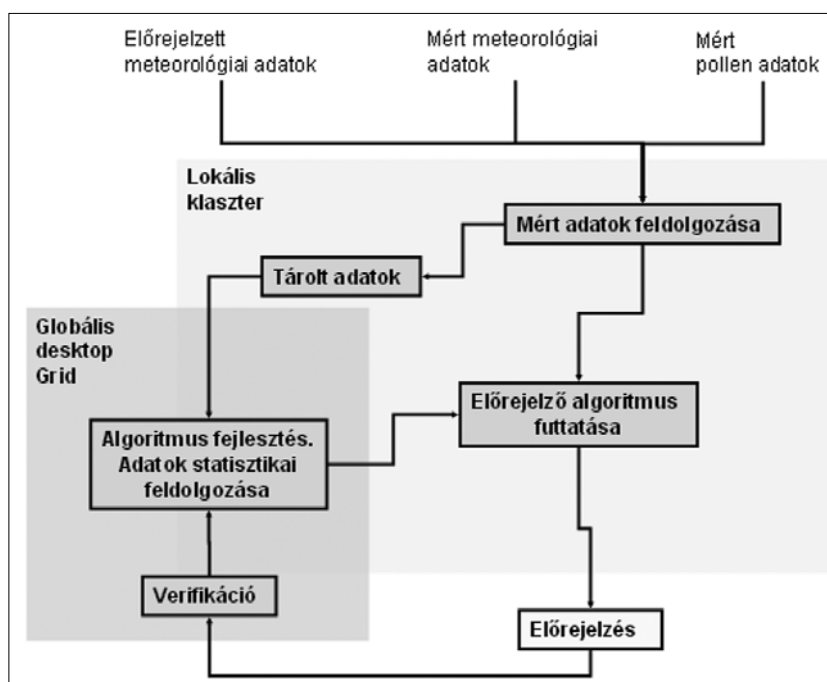 Előrejelzett
meteorológiai adatok
Mért meteorológiai
adatok
Mért
pollen adatok
Lokális
klaszter
Mért adatok feldolgozása
Tárolt adatok
Globális
desktop
Grid
Előrejelző algoritmus
futtatása
Algoritmus fejlesztés.
Adatok statisztikai
feldolgozása
Verifikáció
Előrejelzés